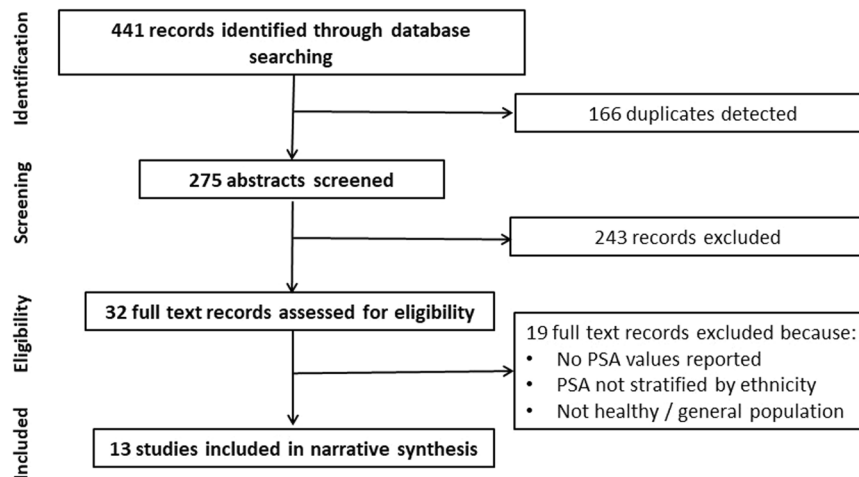 Identification
441 records identified through database
searching
166 duplicates detected
Screening
275 abstracts screened
243 records excluded
Eligibility
32 full text records assessed for eligibility
19 full text records excluded because:
• No PSA values reported
• PSA not stratified by ethnicity
• Not healthy / general population
Included
13 studies included in narrative synthesis